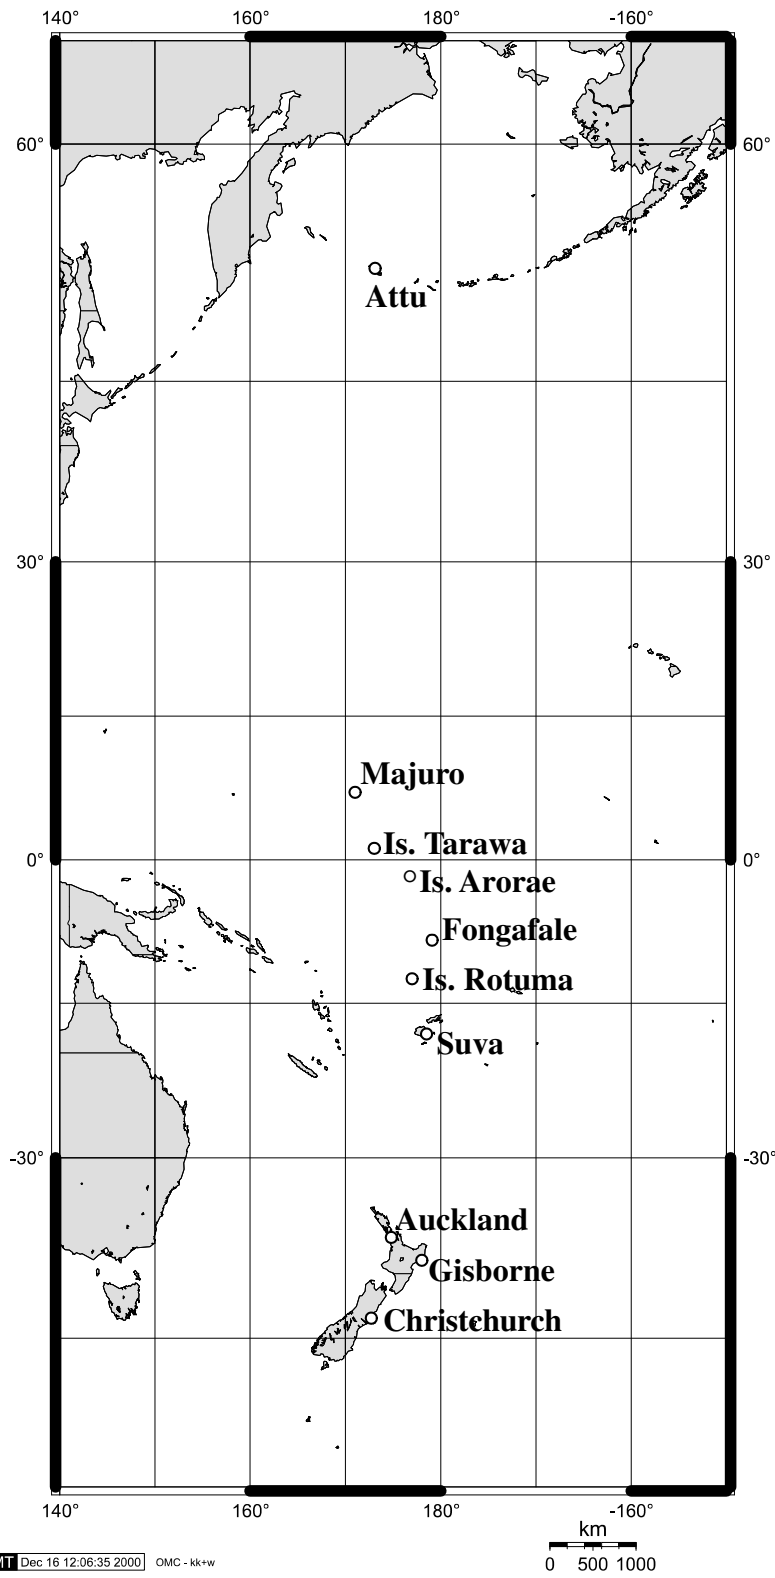 140° 160° 180° -160°
60° 60°
Attu
30° 30°
Majuro
Is. Tarawa
0° 0°
Is. Arorae
Fongafale
Is. Rotuma
Suva
-30° -30°
Auckland
Gisborne
Christchurch
140° 160° 180° -160°
km
0 500 1000
MT Dec 16 12:06:35 2000 OMC - kk+w